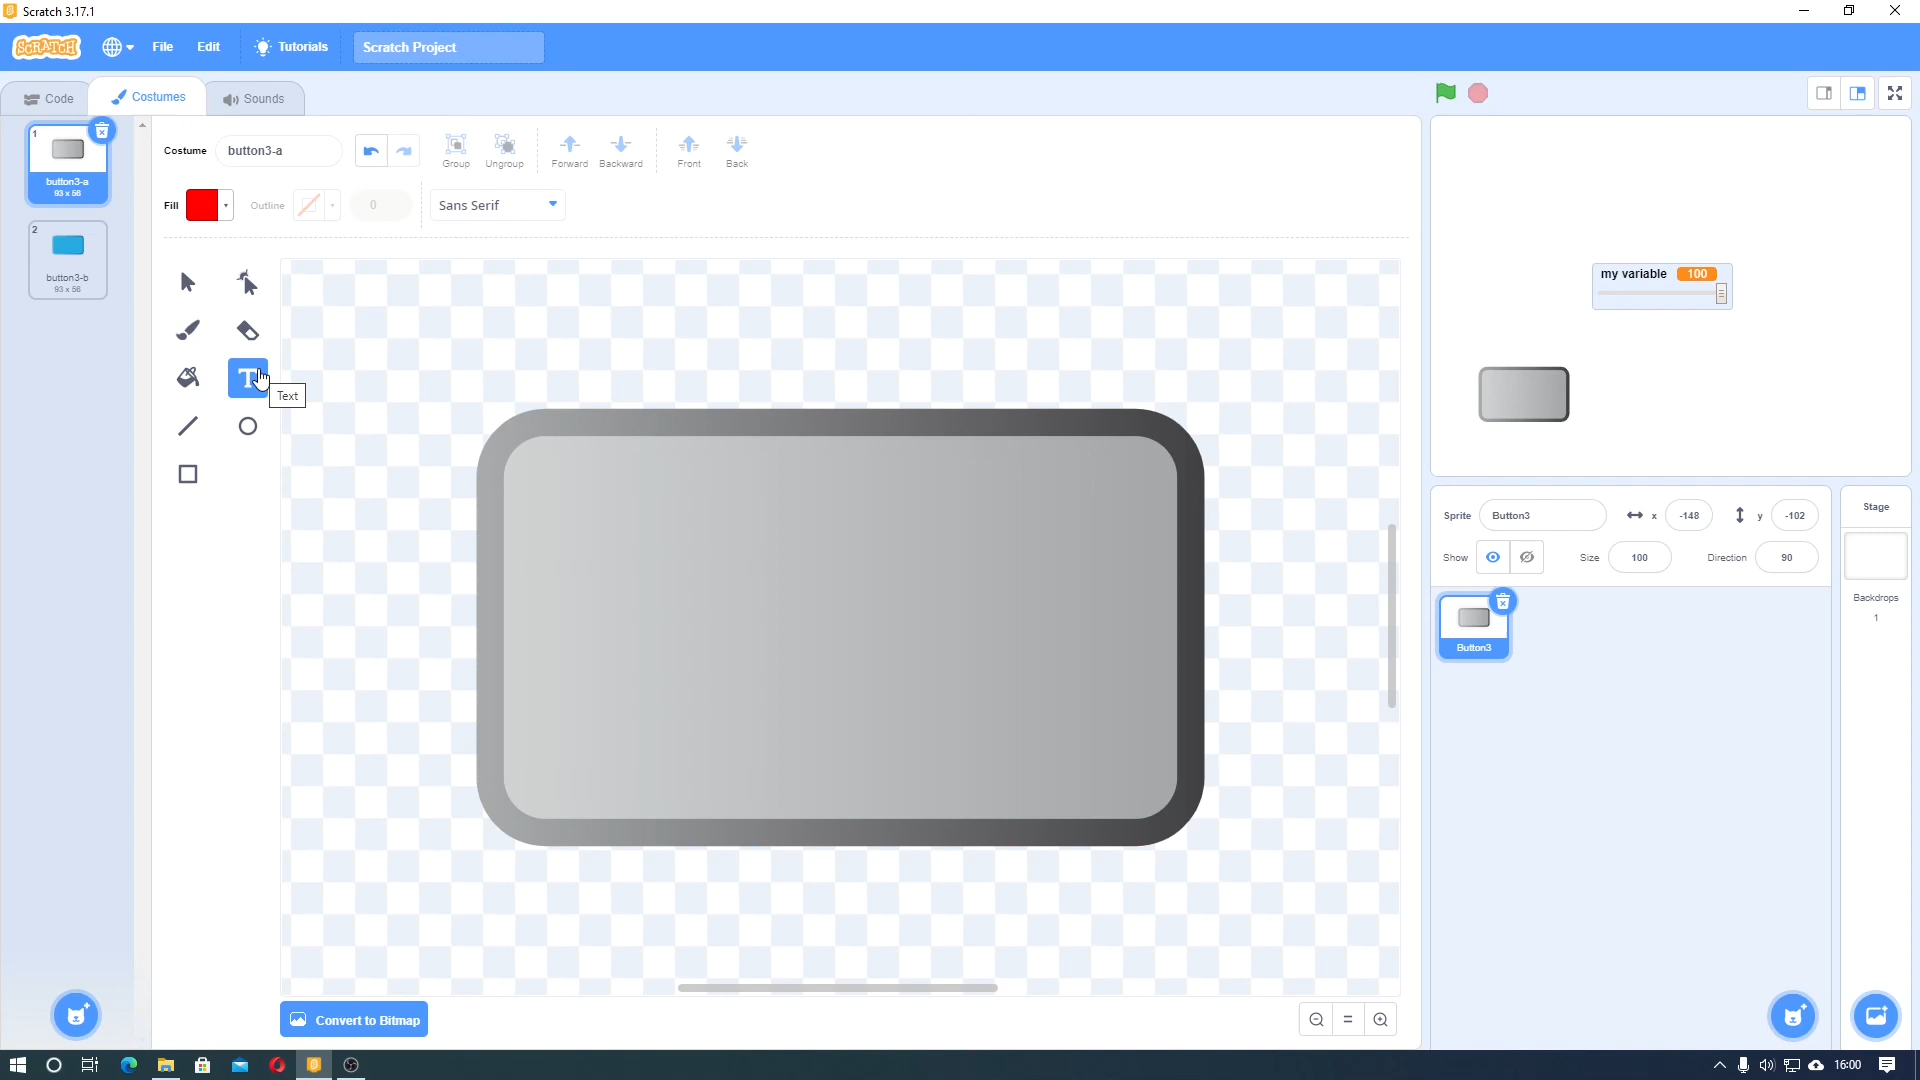 Scratch 3.17.1
SCRATCH
File
Edit
Tutorials
Scratch Project
Code
Costumes
Sounds
1
button3-a
93 x 56
2
button3-b
93 x 56
Costume
button3-a
Group
Ungroup
Forward
Backward
Front
Back
Fill
Outline
0
Sans Serif
T
Text
Convert to Bitmap
my variable
100
Sprite
Button3
x
-148
y
-102
Show
Size
100
Direction
90
Button3
Stage
Backdrops
1
16:00